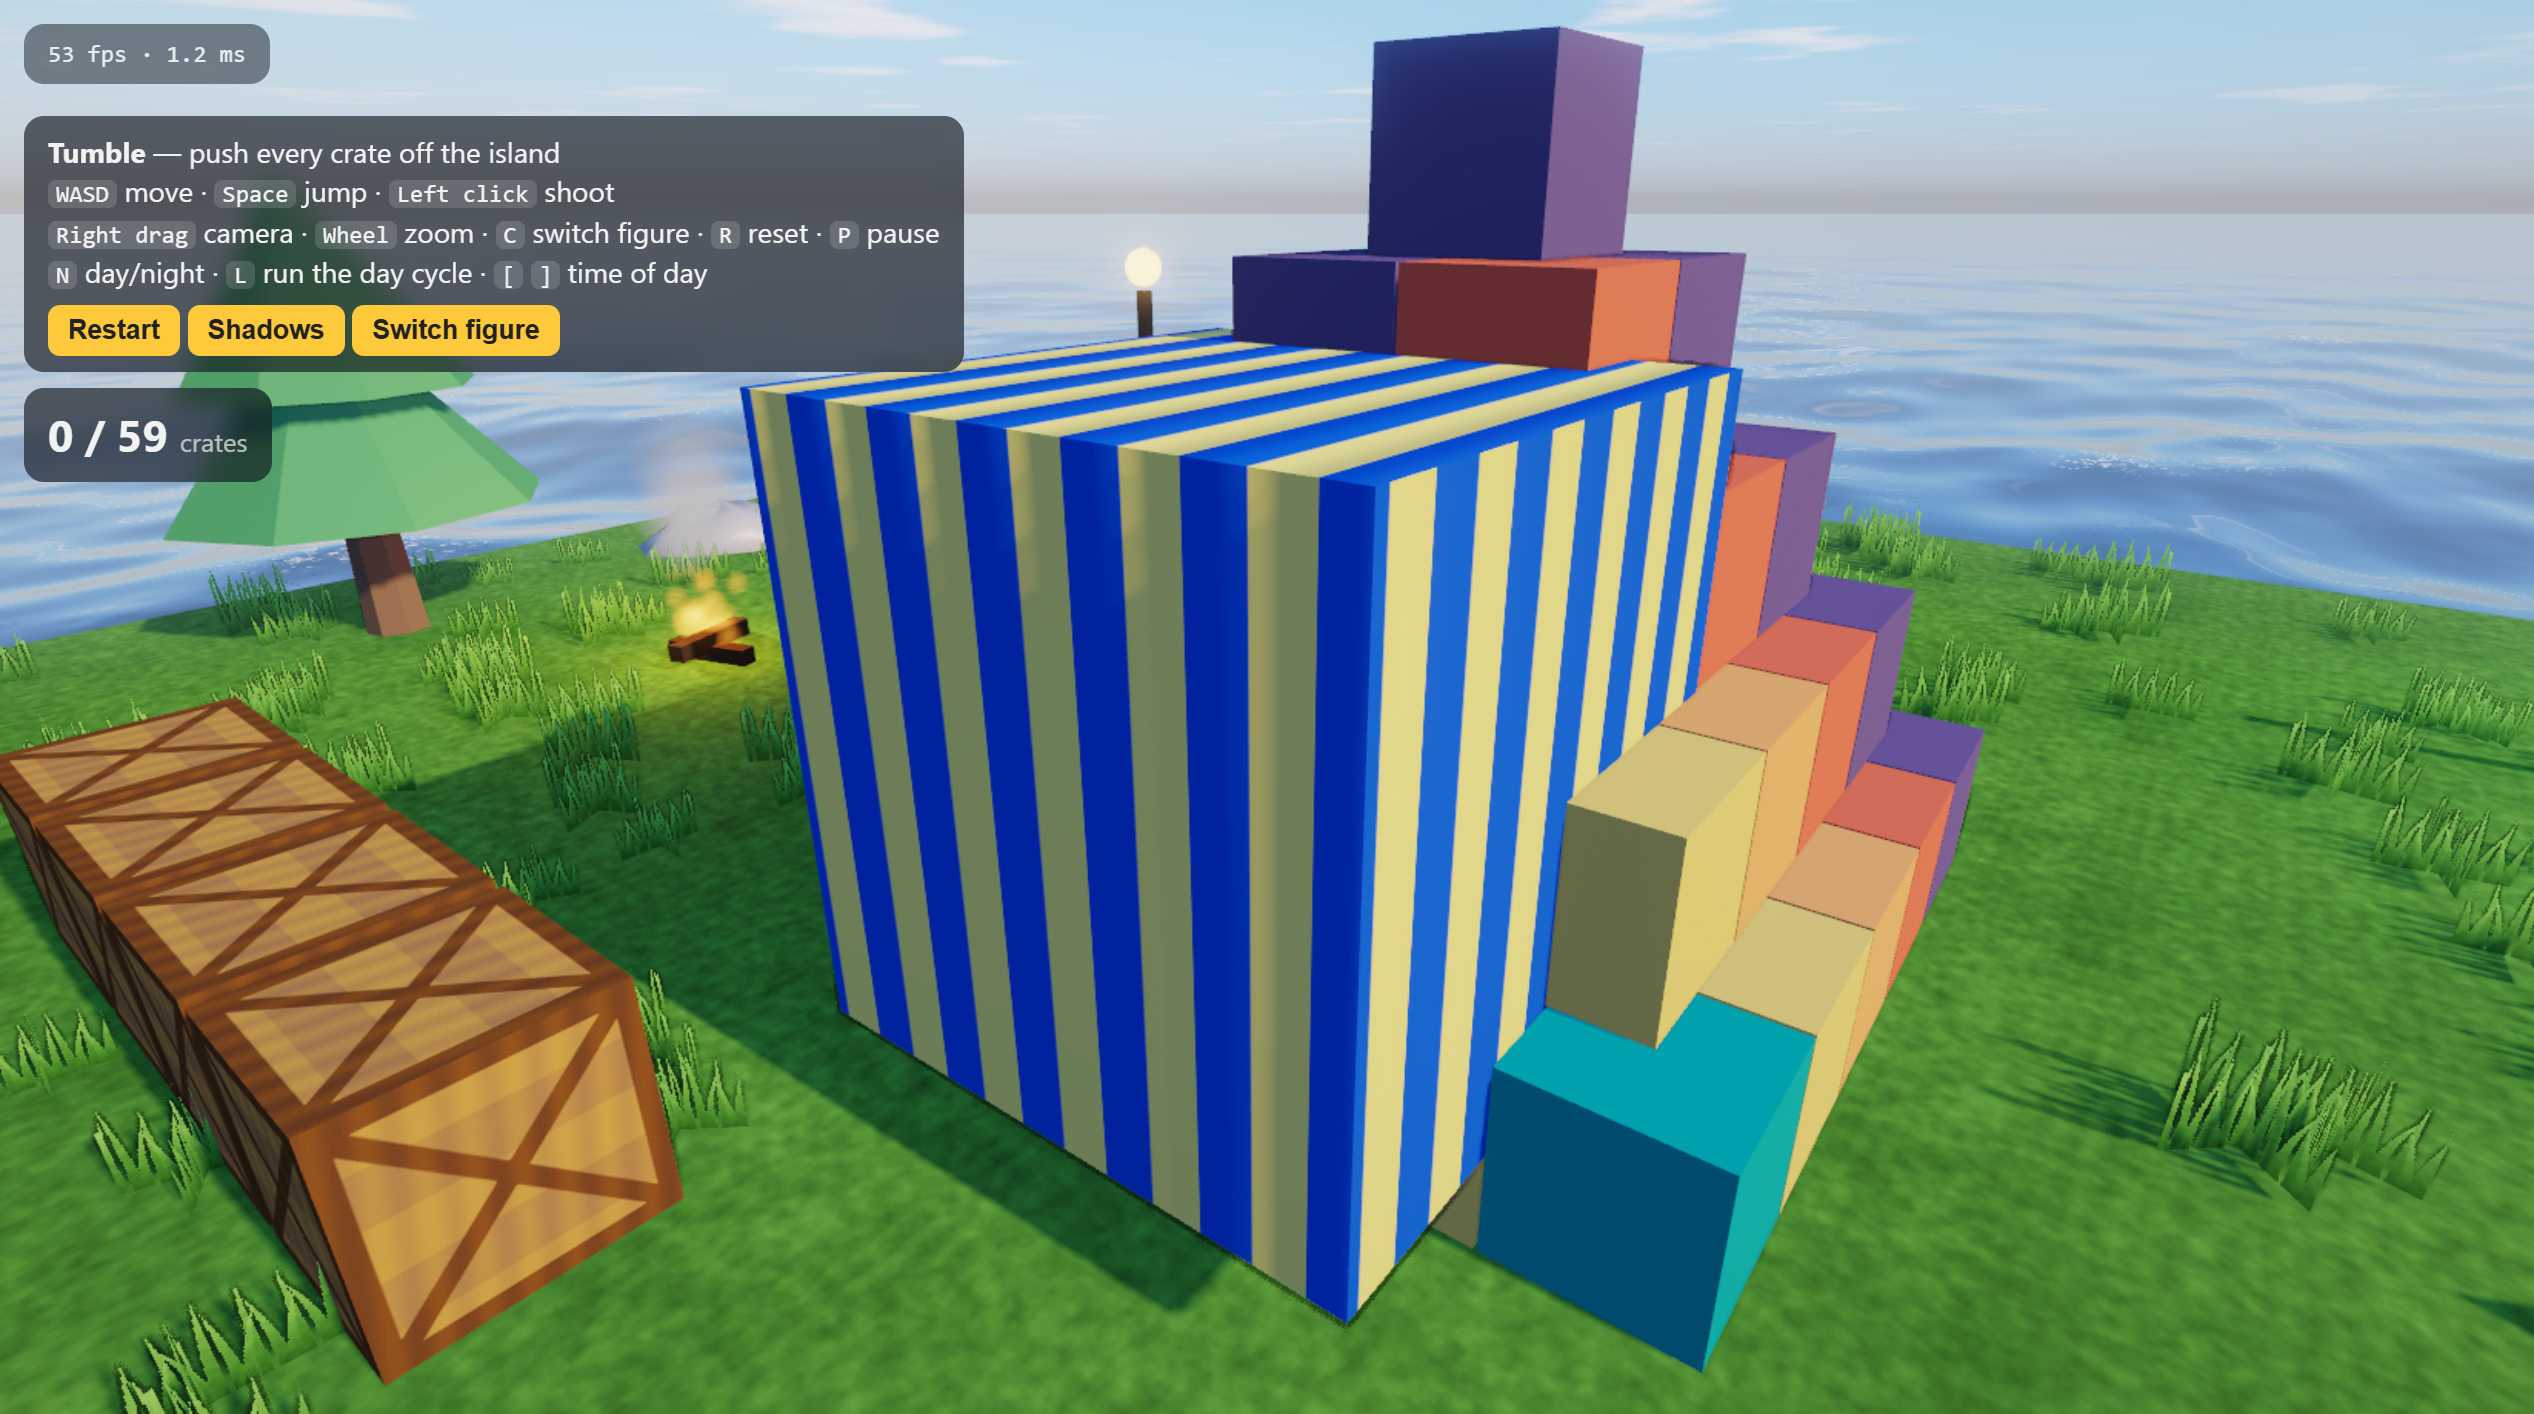 53 fps · 1.2 ms
Tumble — push every crate off the island
WASD move · Space jump · Left click shoot
Right drag camera · Wheel zoom · C switch figure · R reset · P pause
N day/night · L run the day cycle · [ ] time of day
Restart Shadows Switch figure
0 / 59 crates